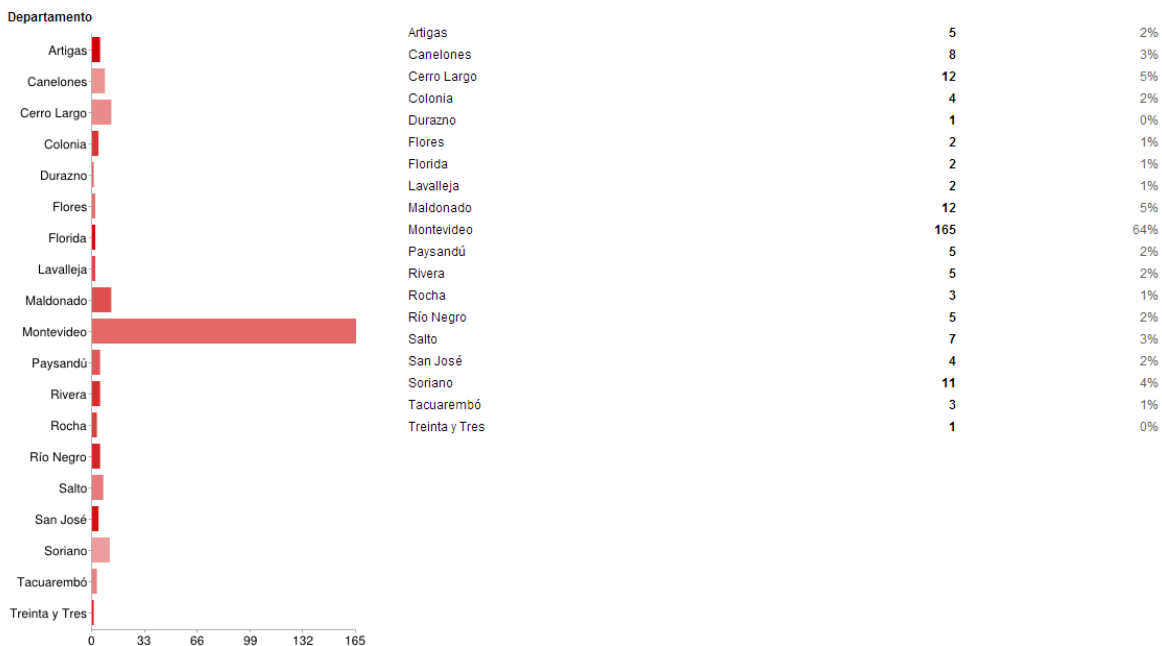 Departamento
Artigas
Canelones
Cerro Largo
Colonia
Durazno
Flores
Florida
Lavalleja
Maldonado
Montevideo
Paysandú
Rivera
Rocha
Río Negro
Salto
San José
Soriano
Tacuarembó
Treinta y Tres
0 33 66 99 132 165
Artigas 5 2%
Canelones 8 3%
Cerro Largo 12 5%
Colonia 4 2%
Durazno 1 0%
Flores 2 1%
Florida 2 1%
Lavalleja 2 1%
Maldonado 12 5%
Montevideo 165 64%
Paysandú 5 2%
Rivera 5 2%
Rocha 3 1%
Río Negro 5 2%
Salto 7 3%
San José 4 2%
Soriano 11 4%
Tacuarembó 3 1%
Treinta y Tres 1 0%